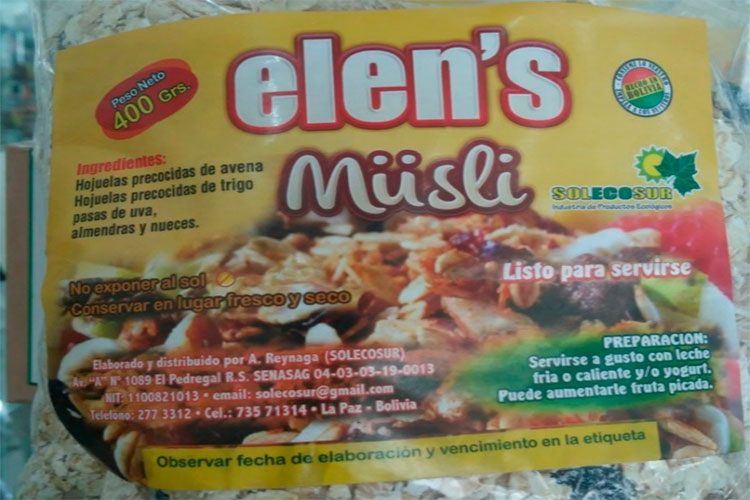 elen's
Peso Neto
400 Grs.
HECHO EN
BOLIVIA
Müsli
Ingredientes:
Hojuelas precocidas de avena
Hojuelas precocidas de trigo
pasas de uva,
almendras y nueces.
SOLECOSUR
Industria de Productos Ecológicos
Listo para servirse
No exponer al sol
Conservar en lugar fresco y seco
PREPARACION:
Servirse a gusto con leche
fria o caliente y/o yogurt.
Puede aumentarle fruta picada.
Elaborado y distribuido por A. Reynaga (SOLECOSUR)
Av. "A" N° 1089 El Pedregal R.S. SENASAG 04-03-03-19-0013
NIT: 1100821013 • email: solecosur@gmail.com
Telefono: 277 3312 • Cel.: 735 71314 • La Paz - Bolivia
Observar fecha de elaboración y vencimiento en la etiqueta